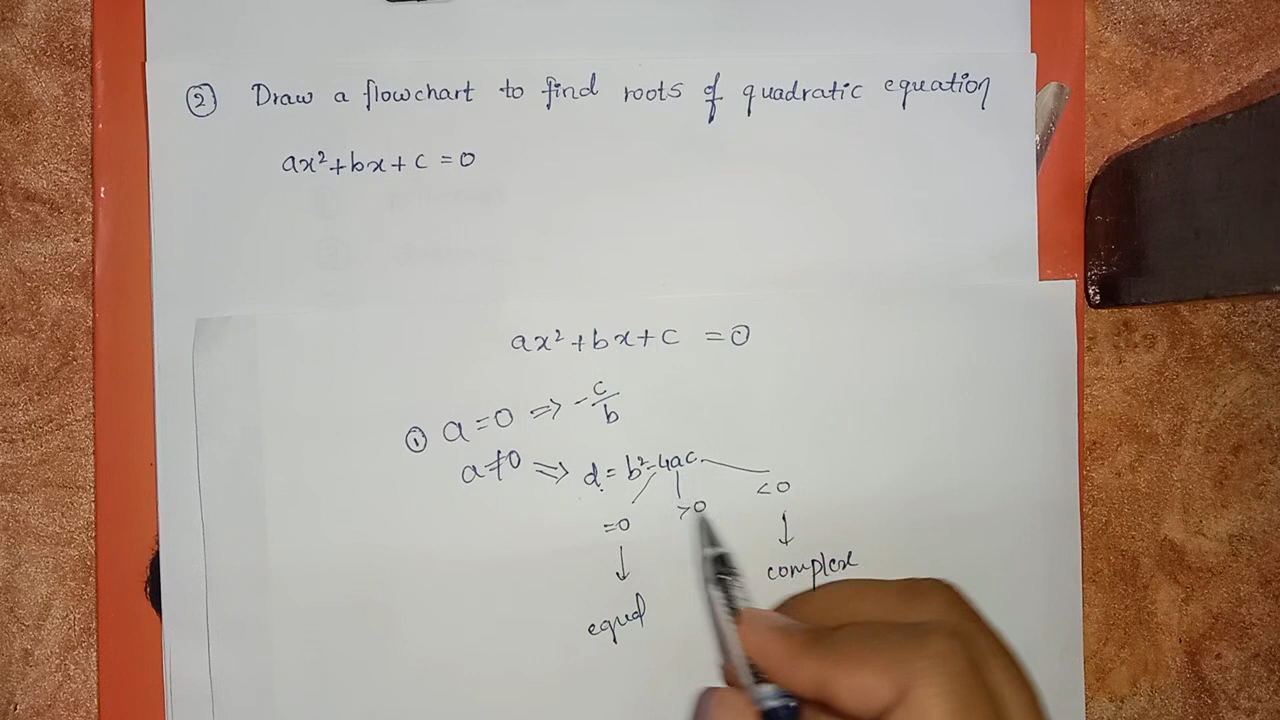 ② Draw a flowchart to find roots of quadratic equation
ax²+bx+c =0
ax²+bx+c =0
① a=0 => -c/b
a≠0 => d= b²-4ac
=0 >0 <0
↓ ↓
equal complex